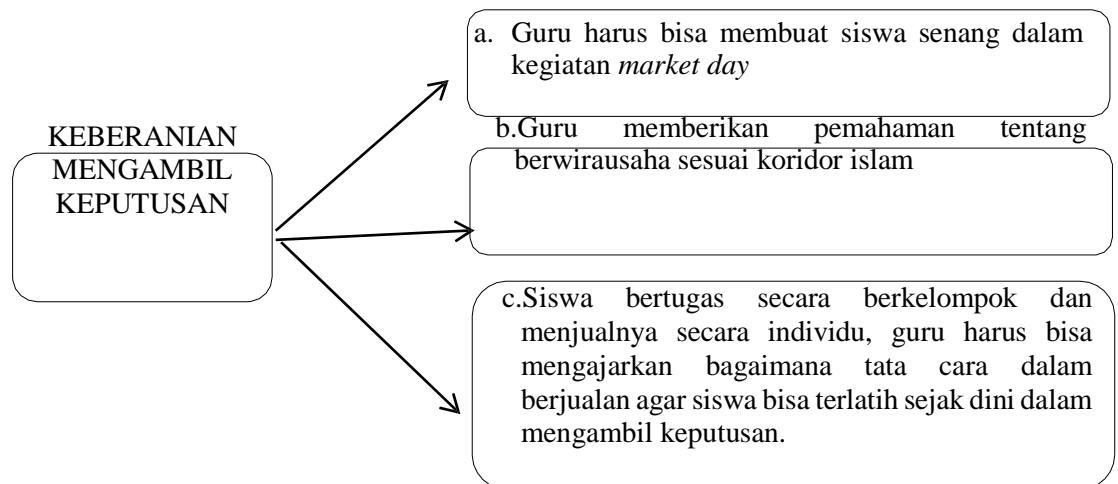 KEBERANIAN
MENGAMBIL
KEPUTUSAN
a. Guru harus bisa membuat siswa senang dalam
kegiatan market day
b.Guru memberikan pemahaman tentang
berwirausaha sesuai koridor islam
c.Siswa bertugas secara berkelompok dan
menjualnya secara individu, guru harus bisa
mengajarkan bagaimana tata cara dalam
berjualan agar siswa bisa terlatih sejak dini dalam
mengambil keputusan.